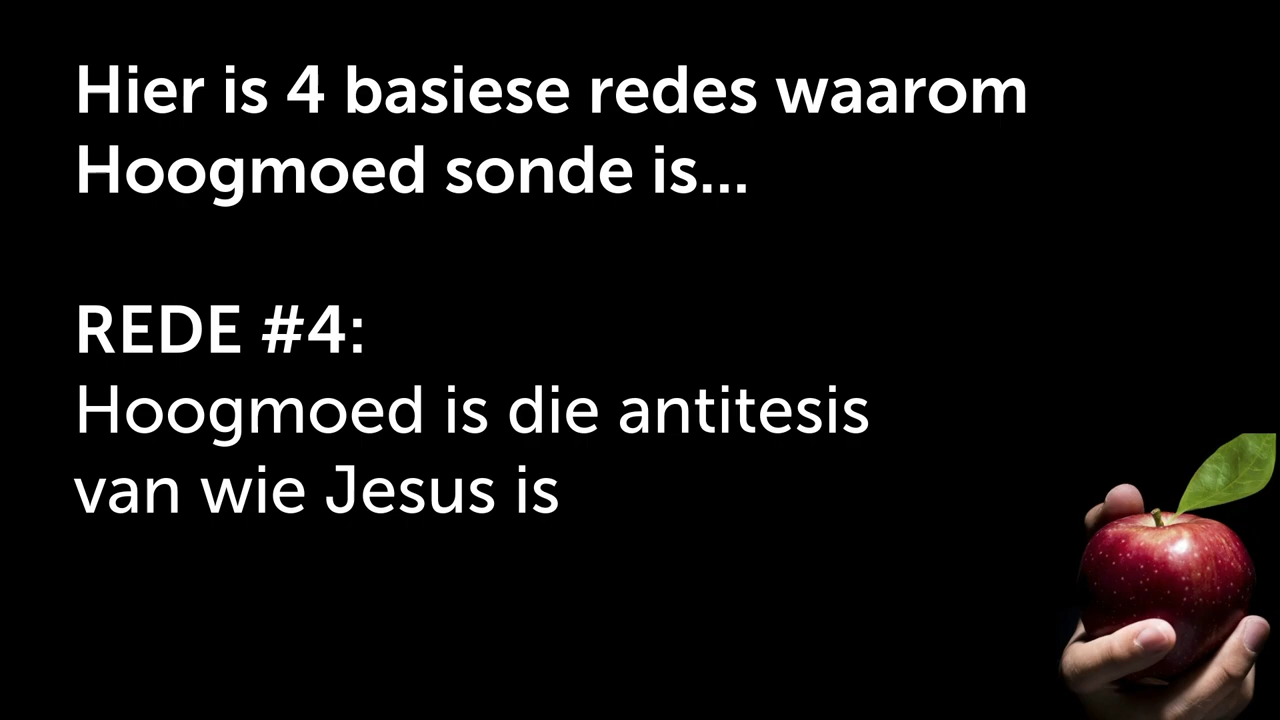 Hier is 4 basiese redes waarom
Hoogmoed sonde is...
REDE #4:
Hoogmoed is die antitesis
van wie Jesus is